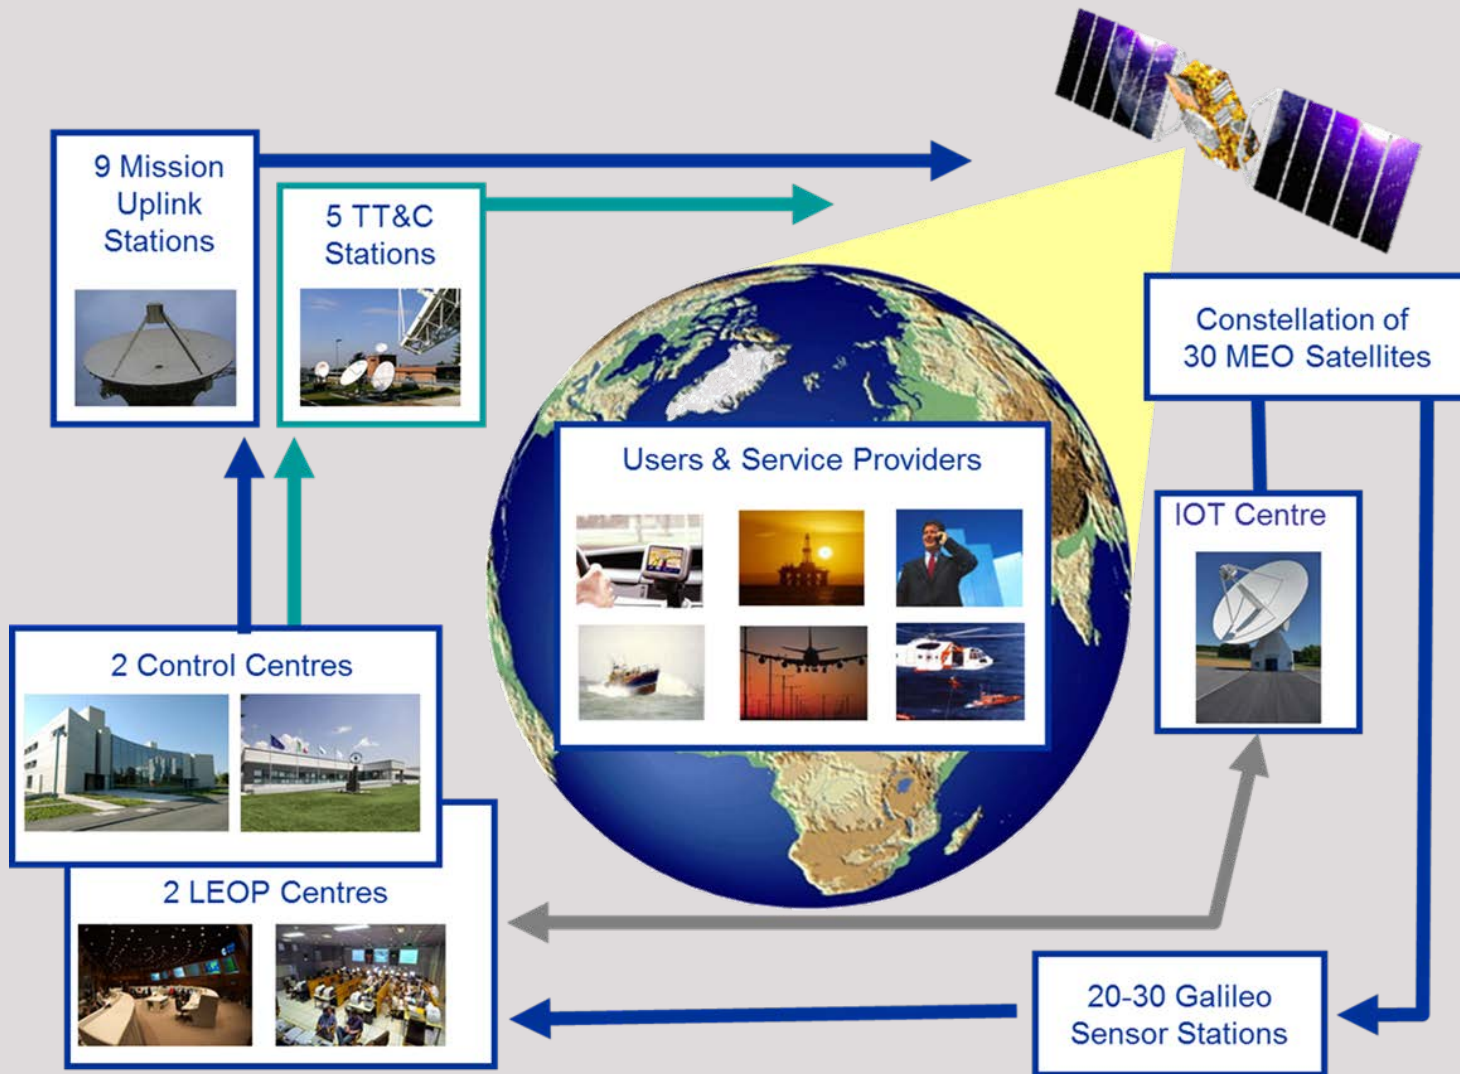 9 Mission
Uplink
Stations
5 TT&C
Stations
Constellation of
30 MEO Satellites
Users & Service Providers
IOT Centre
2 Control Centres
2 LEOP Centres
20-30 Galileo
Sensor Stations